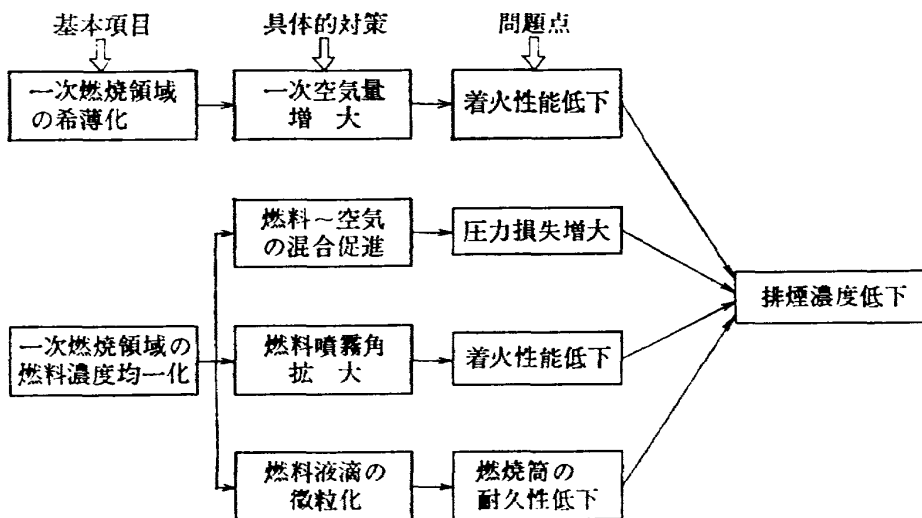 基本項目
具体的対策
問題点
一次燃焼領域
の希薄化
一次空気量
増 大
着火性能低下
燃料～空気
の混合促進
圧力損失増大
排煙濃度低下
一次燃焼領域の
燃料濃度均一化
燃料噴霧角
拡 大
着火性能低下
燃料液滴の
微粒化
燃焼筒の
耐久性低下